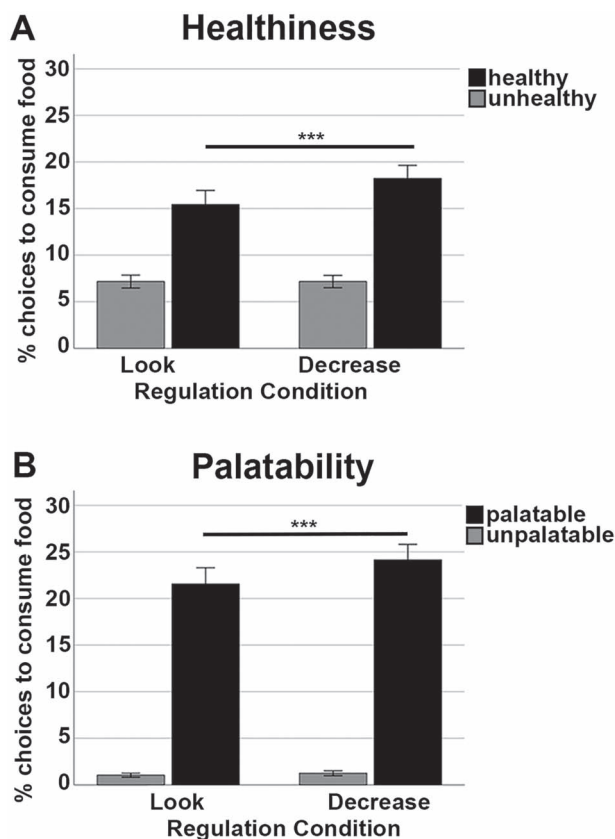 A
Healthiness
% choices to consume food
30
25
20
15
10
5
0
***
healthy
unhealthy
Look
Decrease
Regulation Condition
B
Palatability
% choices to consume food
30
25
20
15
10
5
0
***
palatable
unpalatable
Look
Decrease
Regulation Condition